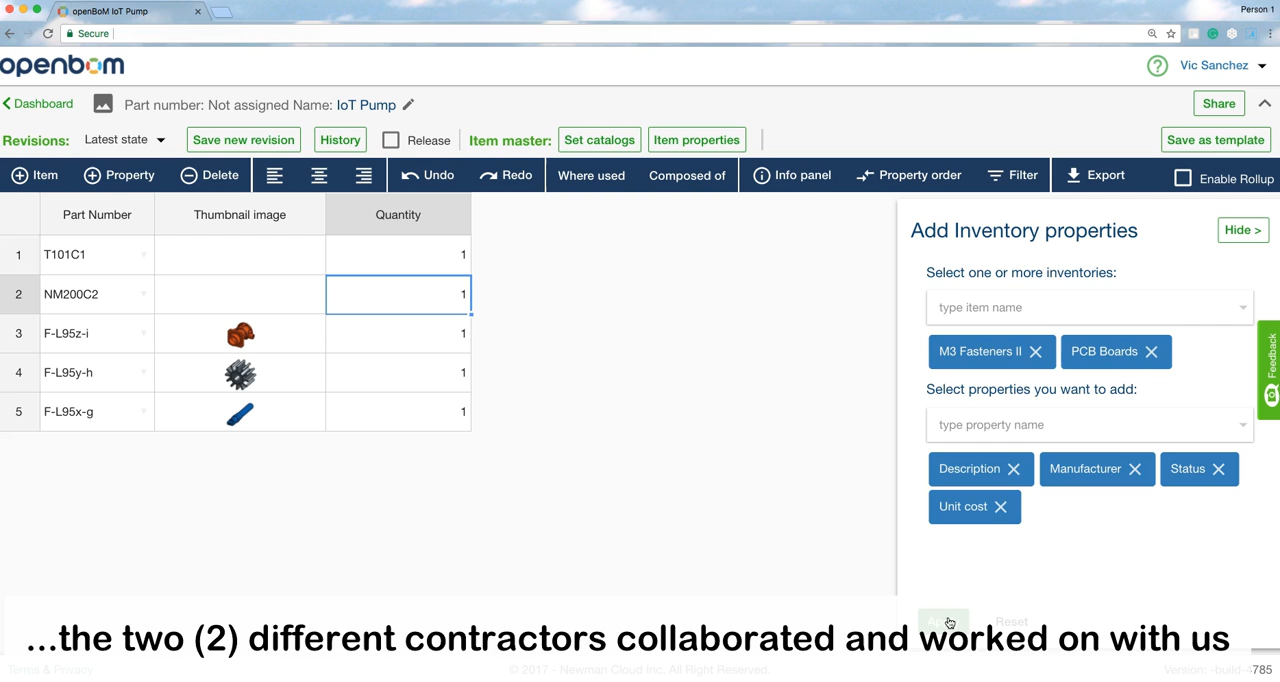 openBoM IoT Pump
Person 1
Secure
openbom
Vic Sanchez
Dashboard
Part number: Not assigned Name: IoT Pump
Share
Revisions: Latest state Save new revision History Release Item master: Set catalogs Item properties Save as template
Item Property Delete Undo Redo Where used Composed of Info panel Property order Filter Export Enable Rollup
Part Number Thumbnail image Quantity
1 T101C1 1
2 NM200C2 1
3 F-L95z-i 1
4 F-L95y-h 1
5 F-L95x-g 1
Add Inventory properties
Hide >
Select one or more inventories:
type item name
M3 Fasteners II PCB Boards
Select properties you want to add:
type property name
Description Manufacturer Status
Unit cost
Feedback
Reset
...the two (2) different contractors collaborated and worked on with us
Terms & Privacy
© 2017 - Newman Cloud Inc. All Right Reserved.